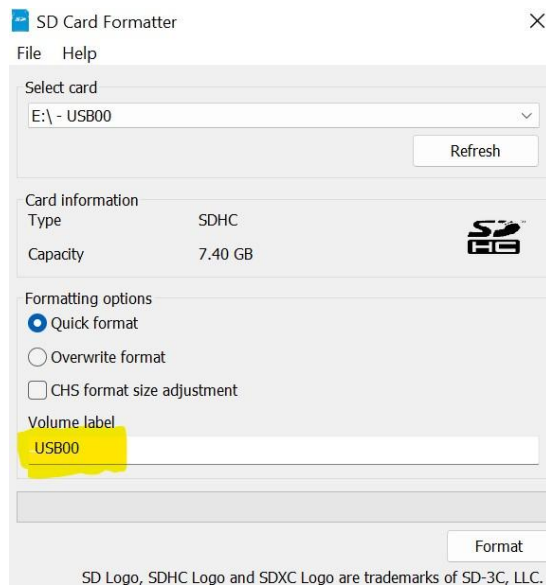 SD Card Formatter
File Help
Select card
E:\ - USB00
Refresh
Card information
Type SDHC
SD
HC
Capacity 7.40 GB
Formatting options
Quick format
Overwrite format
CHS format size adjustment
Volume label
USB00
Format
SD Logo, SDHC Logo and SDXC Logo are trademarks of SD-3C, LLC.